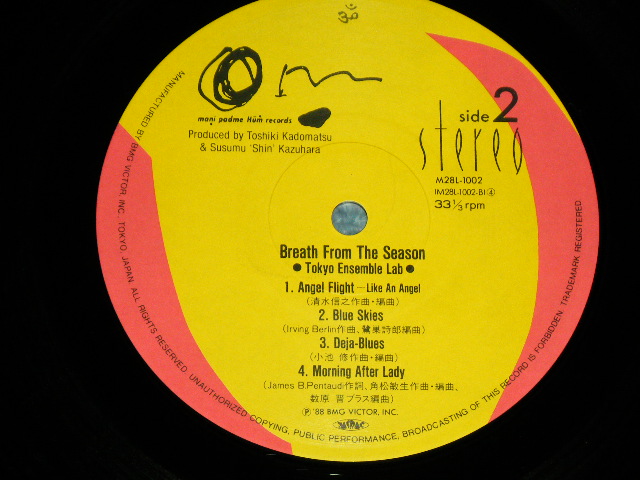 ॐ
Om
mani padme Hūm records
Produced by Toshiki Kadomatsu
& Susumu 'Shin' Kazuhara
side 2
stereo
M28L-1002
(M28L-1002-B)④
33 1/3 rpm
Breath From The Season
● Tokyo Ensemble Lab ●
1. Angel Flight —Like An Angel
(清水信之作曲・編曲)
2. Blue Skies
(Irving Berlin作曲、鷺巣詩郎編曲)
3. Deja-Blues
(小池 修作曲・編曲)
4. Morning After Lady
(James B.Pentaudi作詞、角松敏生作曲・編曲、
数原 晋ブラス編曲)
Ⓟ '88 BMG VICTOR, INC.
MANUFACTURED BY BMG VICTOR, INC. TOKYO, JAPAN. ALL RIGHTS RESERVED. UNAUTHORIZED COPYING, PUBLIC PERFORMANCE, BROADCASTING OF THIS RECORD IS FORBIDDEN. TRADEMARK REGISTERED